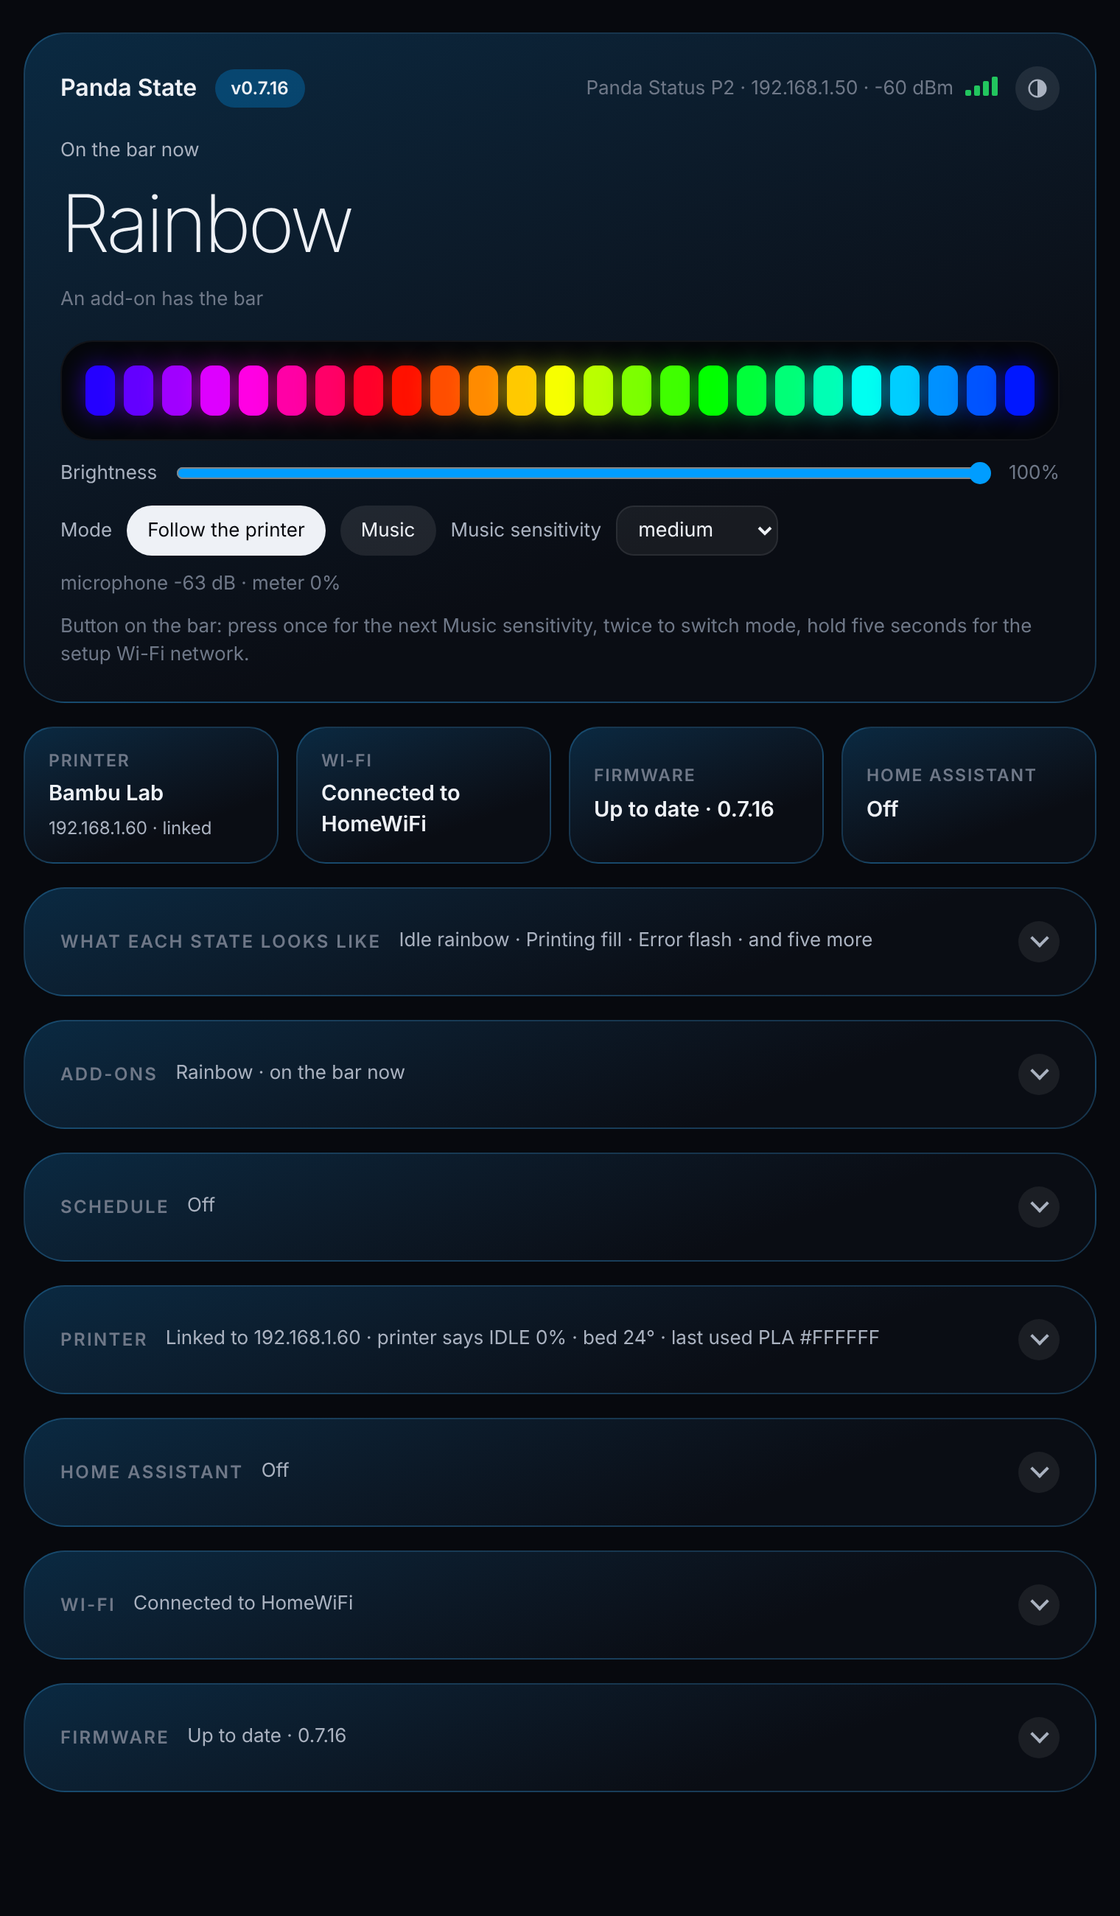 Panda State
v0.7.16
Panda Status P2 · 192.168.1.50 · -60 dBm
On the bar now
Rainbow
An add-on has the bar
Brightness
100%
Mode
Follow the printer
Music
Music sensitivity
medium
microphone -63 dB · meter 0%
Button on the bar: press once for the next Music sensitivity, twice to switch mode, hold five seconds for the
setup Wi-Fi network.
PRINTER
Bambu Lab
192.168.1.60 · linked
WI-FI
Connected to
HomeWiFi
FIRMWARE
Up to date · 0.7.16
HOME ASSISTANT
Off
WHAT EACH STATE LOOKS LIKE
Idle rainbow · Printing fill · Error flash · and five more
ADD-ONS
Rainbow · on the bar now
SCHEDULE
Off
PRINTER
Linked to 192.168.1.60 · printer says IDLE 0% · bed 24° · last used PLA #FFFFFF
HOME ASSISTANT
Off
WI-FI
Connected to HomeWiFi
FIRMWARE
Up to date · 0.7.16